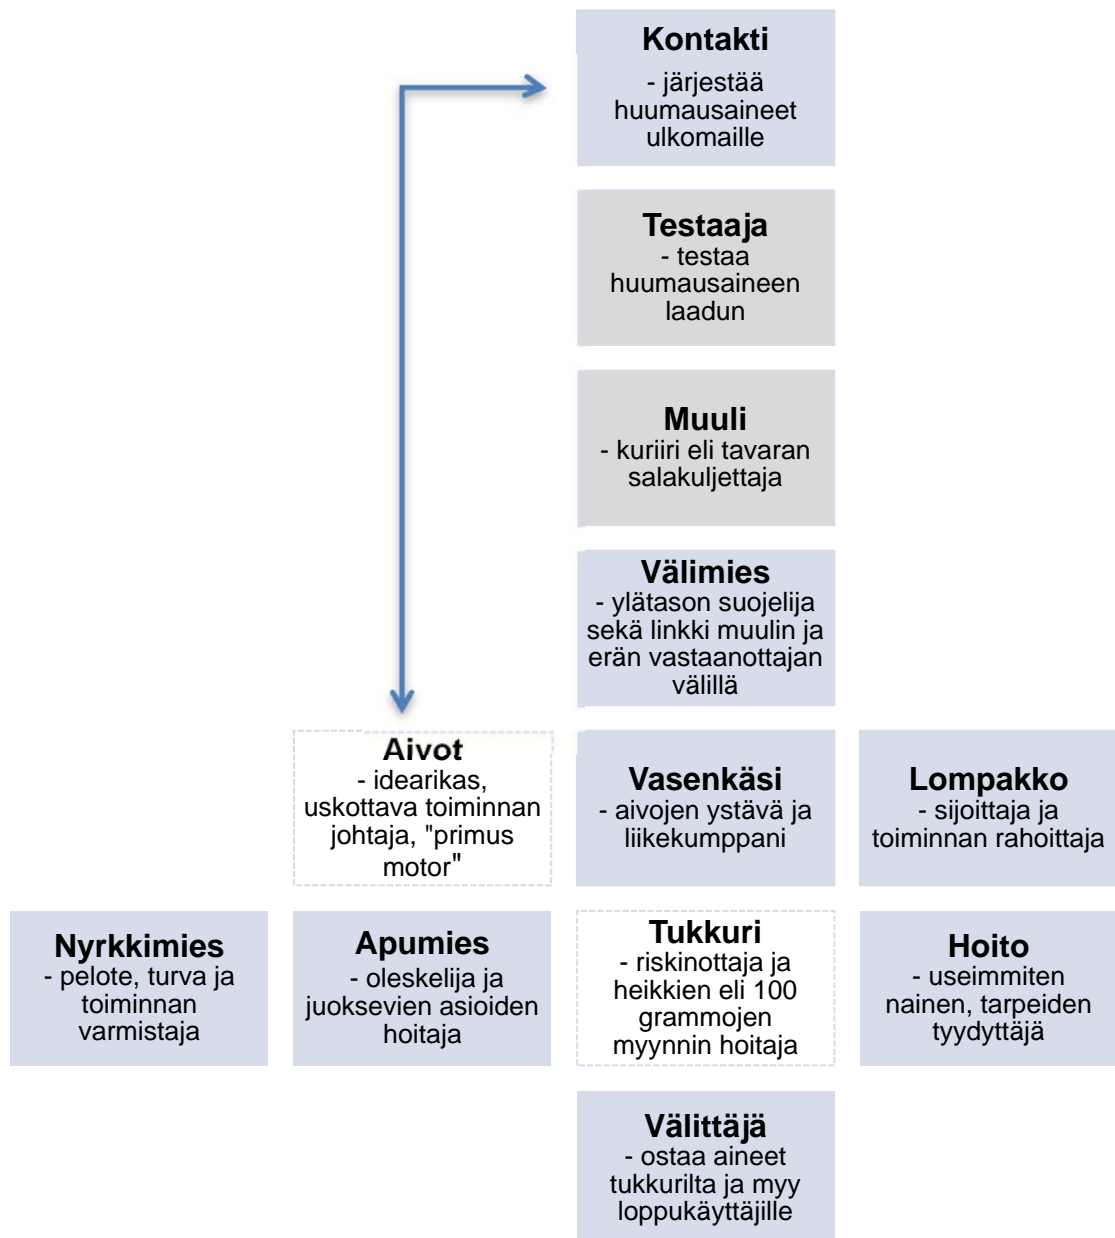 Kontakti
- järjestää
huumausaineet
ulkomaille
Testaaja
- testaa
huumausaineen
laadun
Muuli
- kuriiri eli tavaran
salakuljettaja
Välimies
- ylätason suojelija
sekä linkki muulin ja
erän vastaanottajan
välillä
Aivot
- idearikas,
uskottava toiminnan
johtaja, "primus
motor"
Vasenkäsi
- aivojen ystävä ja
liikekumppani
Lompakko
- sijoittaja ja
toiminnan rahoittaja
Nyrkkimies
- pelote, turva ja
toiminnan
varmistaja
Apumies
- oleskelija ja
juoksevien asioiden
hoitaja
Tukkuri
- riskinottaja ja
heikkien eli 100
grammojen
myynnin hoitaja
Hoito
- useimmiten
nainen, tarpeiden
tyydyttäjä
Välittäjä
- ostaa aineet
tukkurilta ja myy
loppukäyttäjille